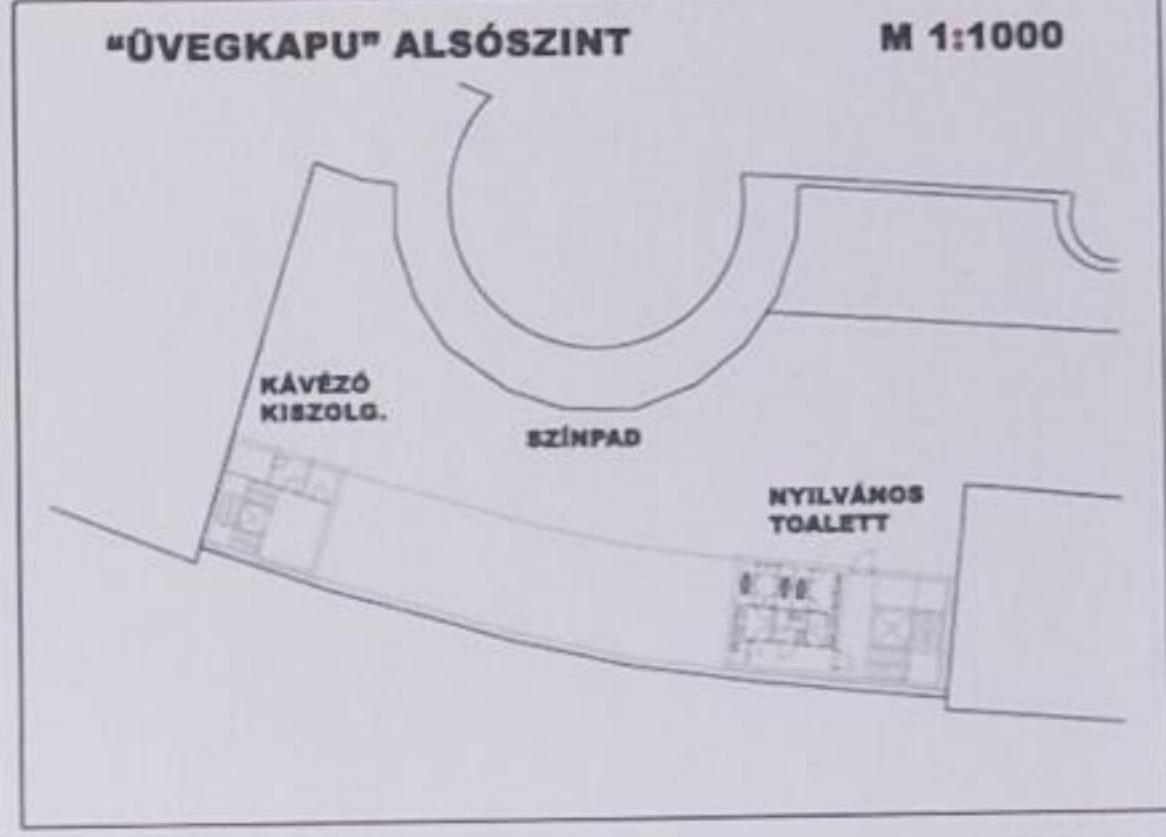 “ÜVEGKAPU” ALSÓSZINT
M 1:1000
KÁVÉZÓ
KISZOLG.
SZÍNPAD
NYILVÁNOS
TOALETT